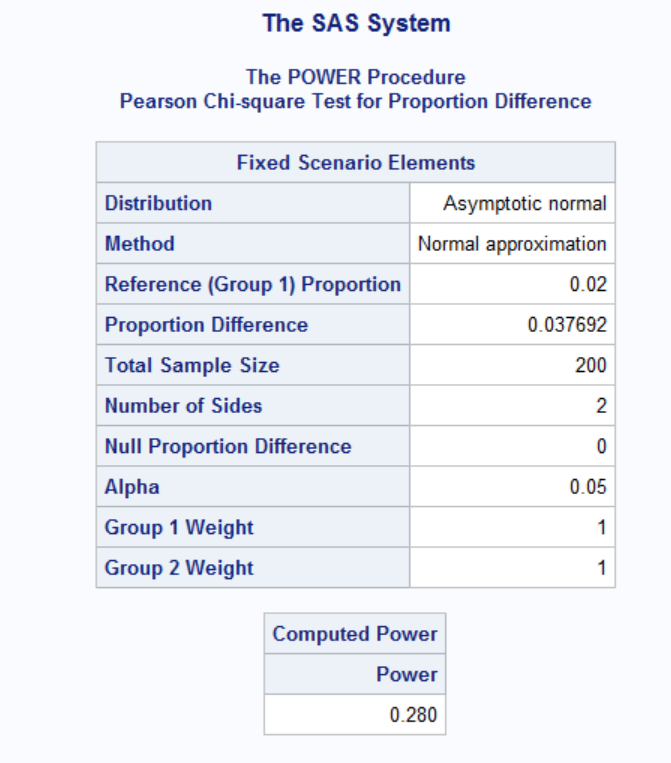 The SAS System
The POWER Procedure
Pearson Chi-square Test for Proportion Difference
Fixed Scenario Elements
Distribution Asymptotic normal
Method Normal approximation
Reference (Group 1) Proportion 0.02
Proportion Difference 0.037692
Total Sample Size 200
Number of Sides 2
Null Proportion Difference 0
Alpha 0.05
Group 1 Weight 1
Group 2 Weight 1
Computed Power
Power
0.280